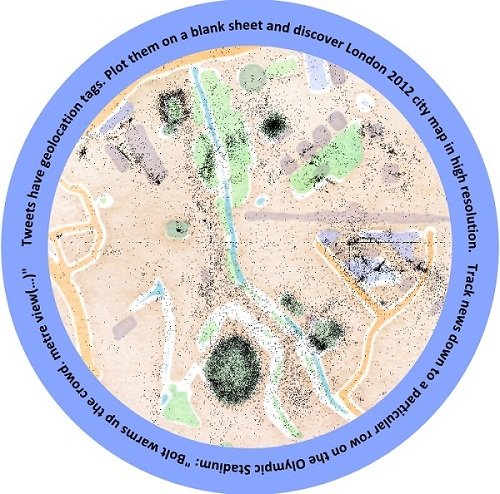 Tweets have geolocation tags. Plot them on a blank sheet and discover London 2012 city map in high resolution.
Track news down to a particular row on the Olympic Stadium: "Bolt warms up the crowd. metre view(...)"